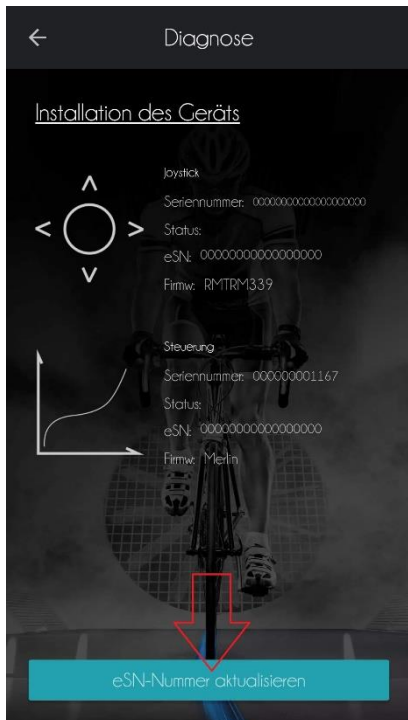 Diagnose
Installation des Geräts
Joystick
Seriennummer: 00000000000000000000
Status:
eSN: 00000000000000000
Firmw: RMTRM339
Steuerung
Seriennummer: 000000001167
Status:
eSN: 00000000000000000
Firmw: Merlin
eSN-Nummer aktualisieren